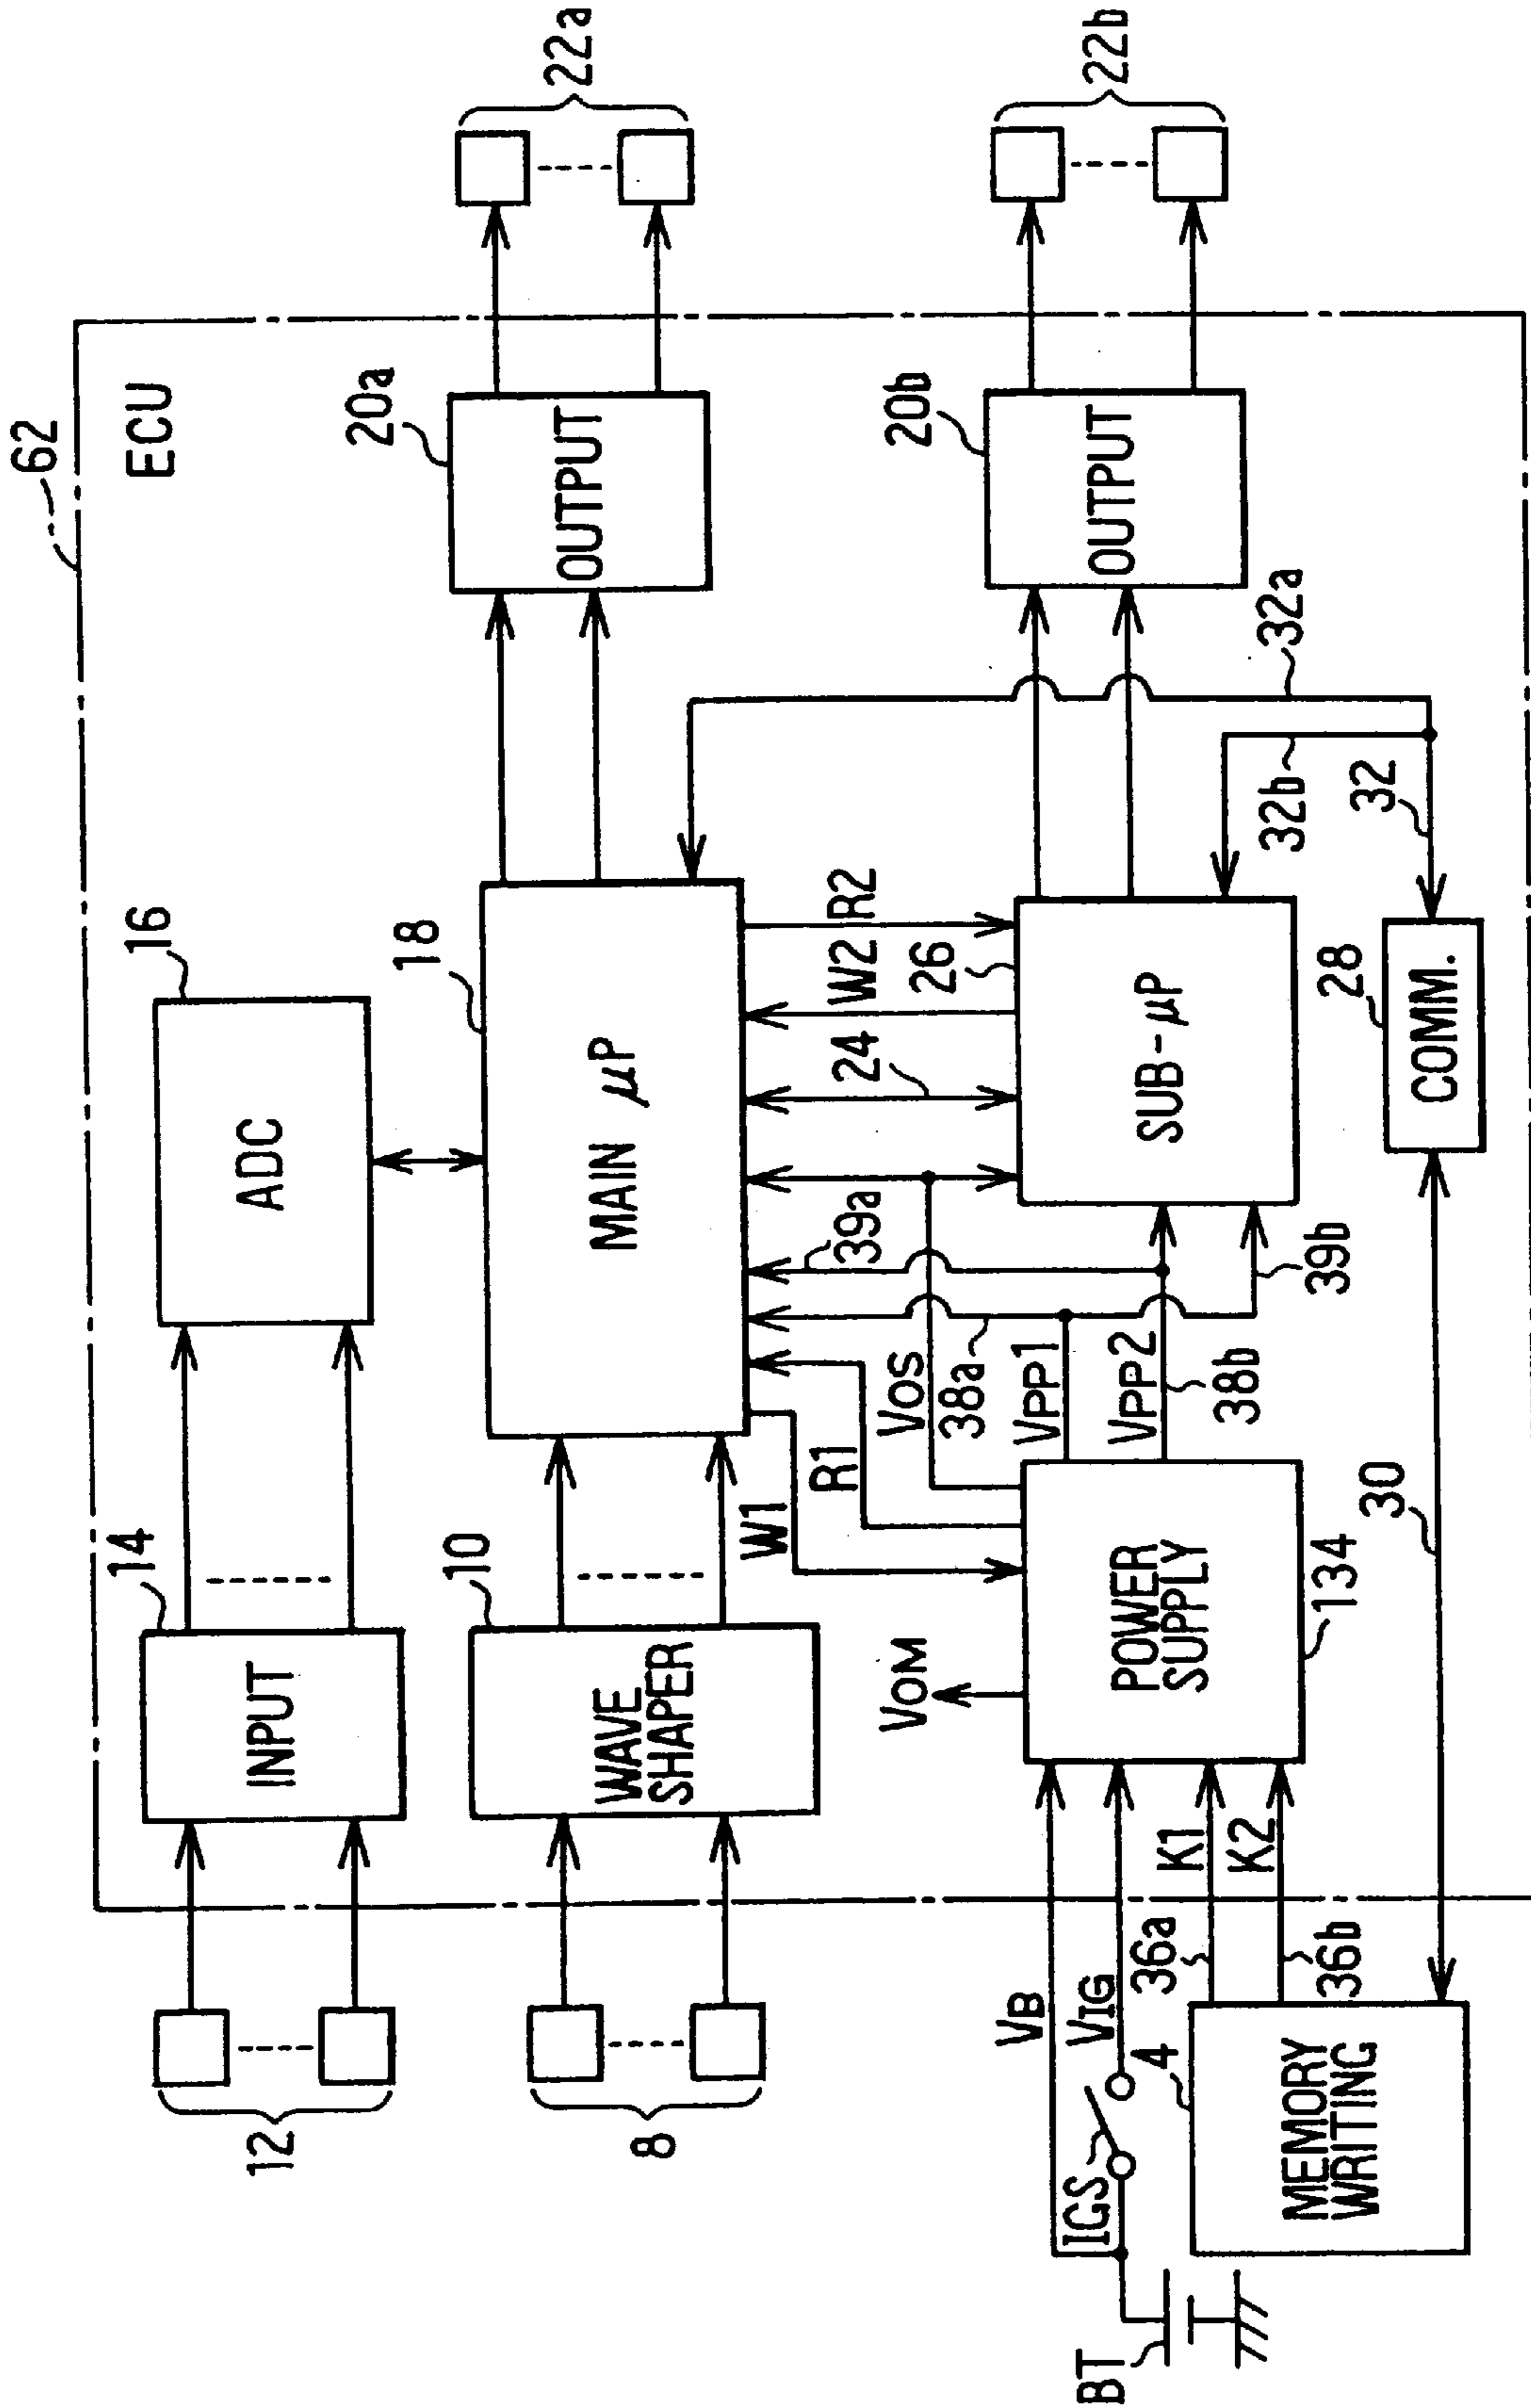 62
ECU
12
14
INPUT
16
ADC
8
10
WAVE
SHAPER
18
MAIN μP
20a
OUTPUT
22a
W1
R1
VOS
38a
39a
24
W2
R2
26
VOM
VPP1
VPP2
38b
39b
SUB-μP
20b
OUTPUT
22b
BT
IGS
VB
VIG
36a
K1
K2
36b
POWER
SUPPLY
134
4
MEMORY
WRITING
30
28
COMM.
32
32b
32a